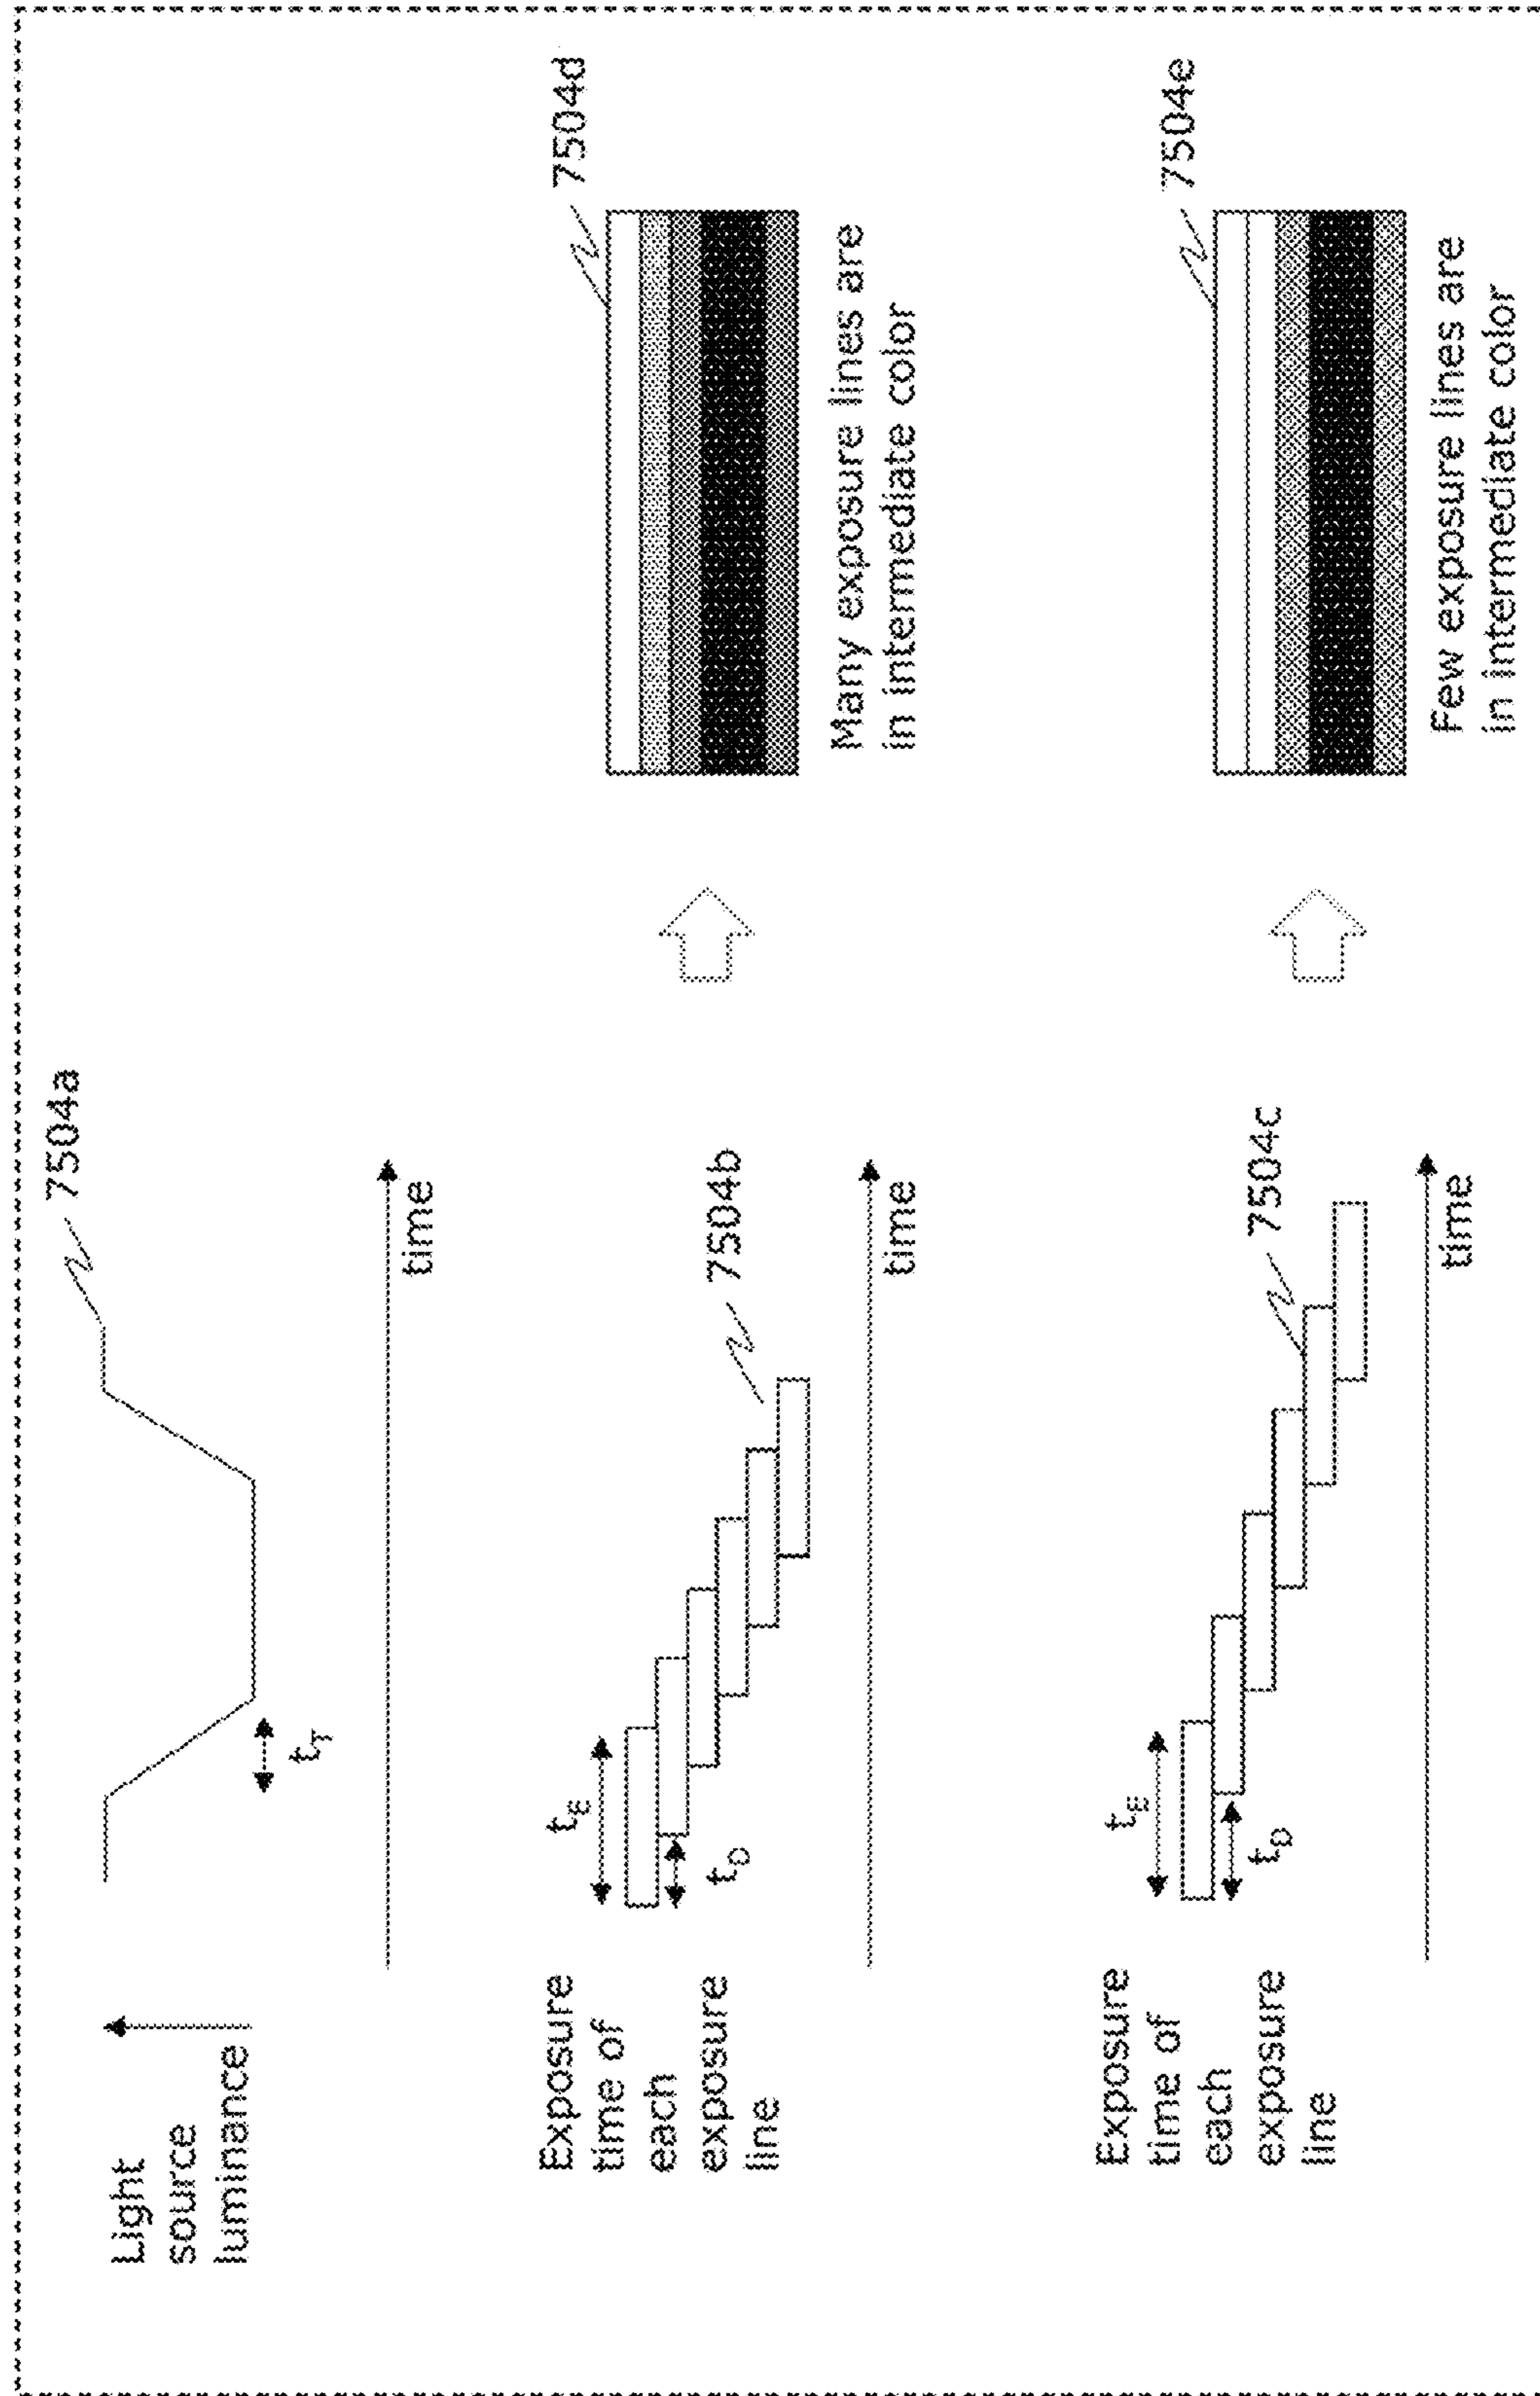 7504a
Light
source
luminance
t_T
time
Exposure
time of
each
exposure
line
t_E
t_D
7504b
time
7504d
Many exposure lines are
in intermediate color
Exposure
time of
each
exposure
line
t_E
t_D
7504c
time
7504e
Few exposure lines are
in intermediate color